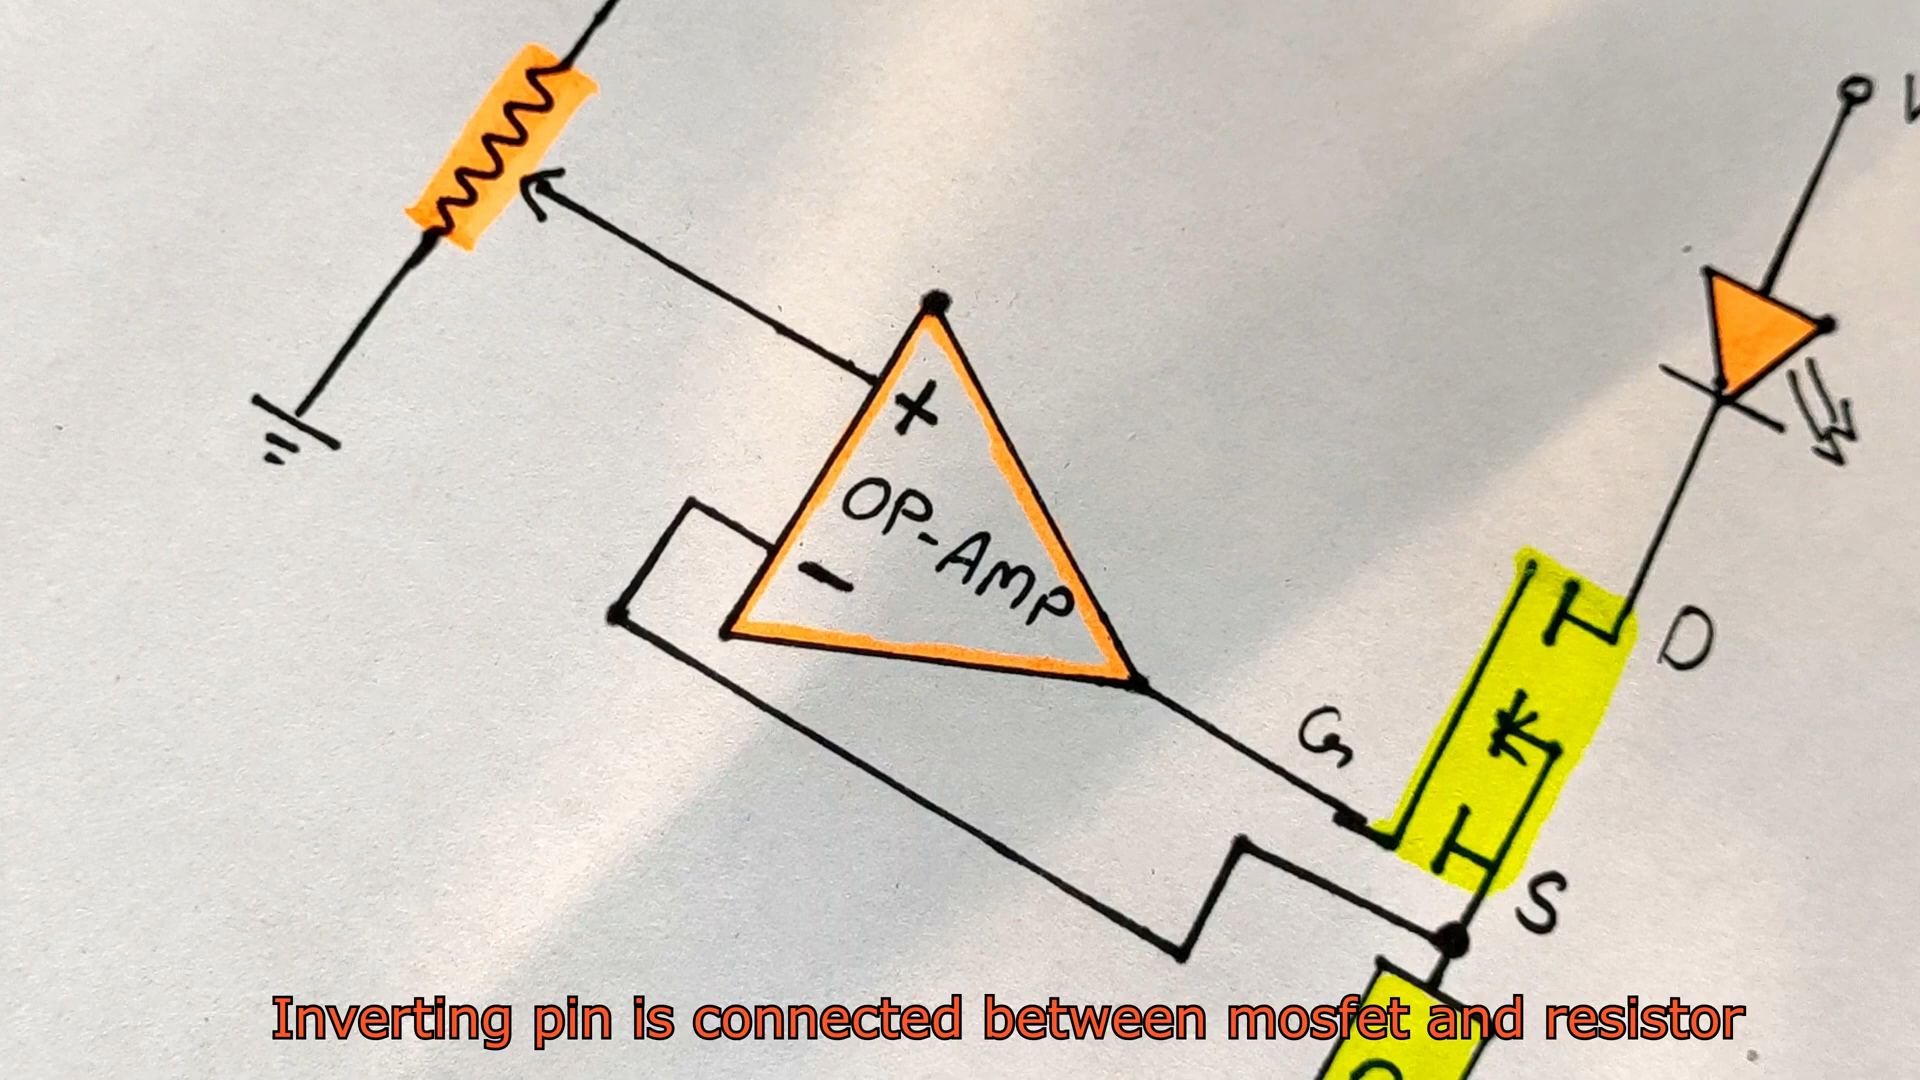 +
OP-AMP
-
G
D
S
Inverting pin is connected between mosfet and resistor